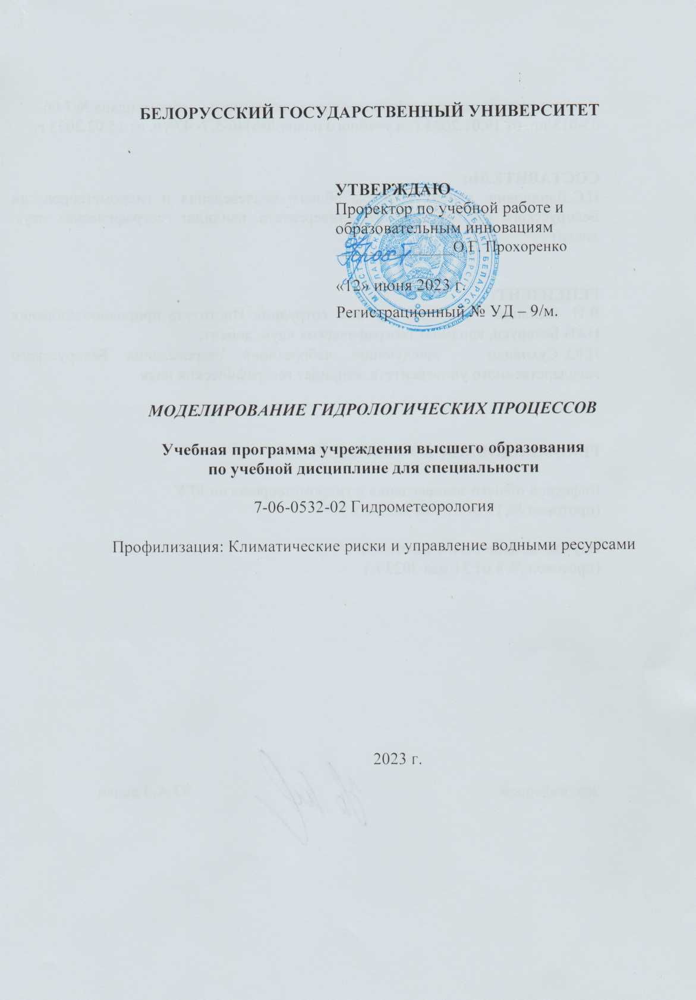 БЕЛОРУССКИЙ ГОСУДАРСТВЕННЫЙ УНИВЕРСИТЕТ
УТВЕРЖДАЮ
Проректор по учебной работе и
образовательным инновациям
О.Г. Прохоренко
«12» июня 2023 г.
Регистрационный № УД – 9/м.
МОДЕЛИРОВАНИЕ ГИДРОЛОГИЧЕСКИХ ПРОЦЕССОВ
Учебная программа учреждения высшего образования
по учебной дисциплине для специальности
7-06-0532-02 Гидрометеорология
Профилизация: Климатические риски и управление водными ресурсами
2023 г.